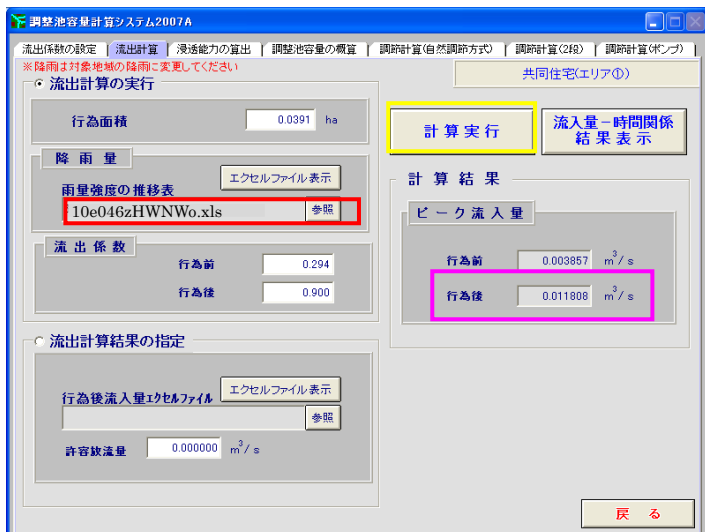 調整池容量計算システム2007A
流出係数の設定 流出計算 浸透能力の算出 調整池容量の概算 調節計算(自然調節方式) 調節計算(2段) 調節計算(ポンプ)
※降雨は対象地域の降雨に変更してください
共同住宅(エリア①)
流出計算の実行
行為面積 0.0391 ha
降雨量
エクセルファイル表示
雨量強度の推移表
10e046zHWNWo.xls 参照
流出係数
行為前 0.294
行為後 0.900
流出計算結果の指定
エクセルファイル表示
行為後流入量エクセルファイル
参照
許容放流量 0.000000 m³/s
計算実行
流入量－時間関係
結果表示
計算結果
ピーク流入量
行為前 0.003857 m³/s
行為後 0.011808 m³/s
戻る